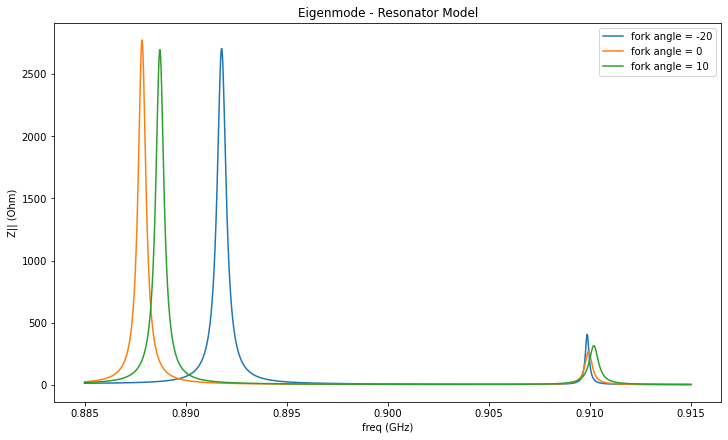 Eigenmode - Resonator Model
fork angle = -20
fork angle = 0
fork angle = 10
Z|| (Ohm)
2500
2000
1500
1000
500
0
0.885 0.890 0.895 0.900 0.905 0.910 0.915
freq (GHz)